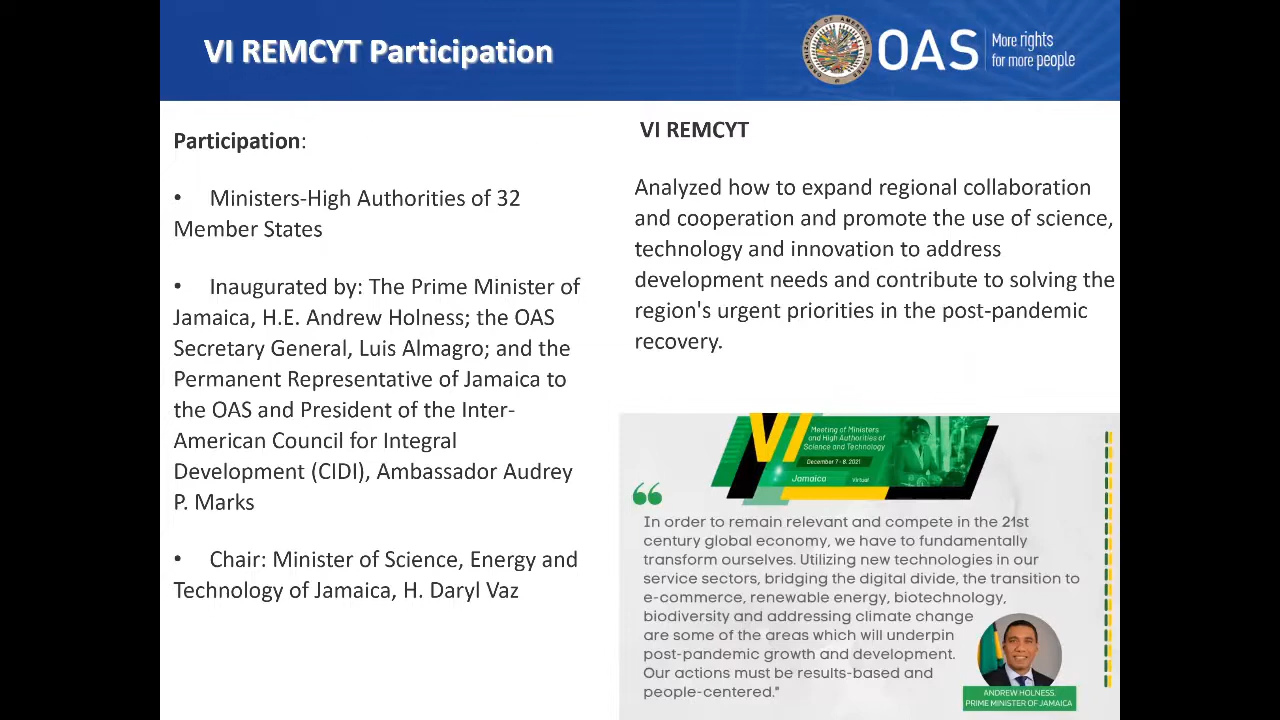 VI REMCYT Participation
OAS
More rights
for more people
Participation:
• Ministers-High Authorities of 32
Member States
• Inaugurated by: The Prime Minister of
Jamaica, H.E. Andrew Holness; the OAS
Secretary General, Luis Almagro; and the
Permanent Representative of Jamaica to
the OAS and President of the Inter-
American Council for Integral
Development (CIDI), Ambassador Audrey
P. Marks
• Chair: Minister of Science, Energy and
Technology of Jamaica, H. Daryl Vaz
VI REMCYT
Analyzed how to expand regional collaboration
and cooperation and promote the use of science,
technology and innovation to address
development needs and contribute to solving the
region's urgent priorities in the post-pandemic
recovery.
VI
Meeting of Ministers
and High Authorities of
Science and Technology
December 7 - 8, 2021
Jamaica Virtual
“
In order to remain relevant and compete in the 21st
century global economy, we have to fundamentally
transform ourselves. Utilizing new technologies in our
service sectors, bridging the digital divide, the transition to
e-commerce, renewable energy, biotechnology,
biodiversity and addressing climate change
are some of the areas which will underpin
post-pandemic growth and development.
Our actions must be results-based and
people-centered."
ANDREW HOLNESS,
PRIME MINISTER OF JAMAICA